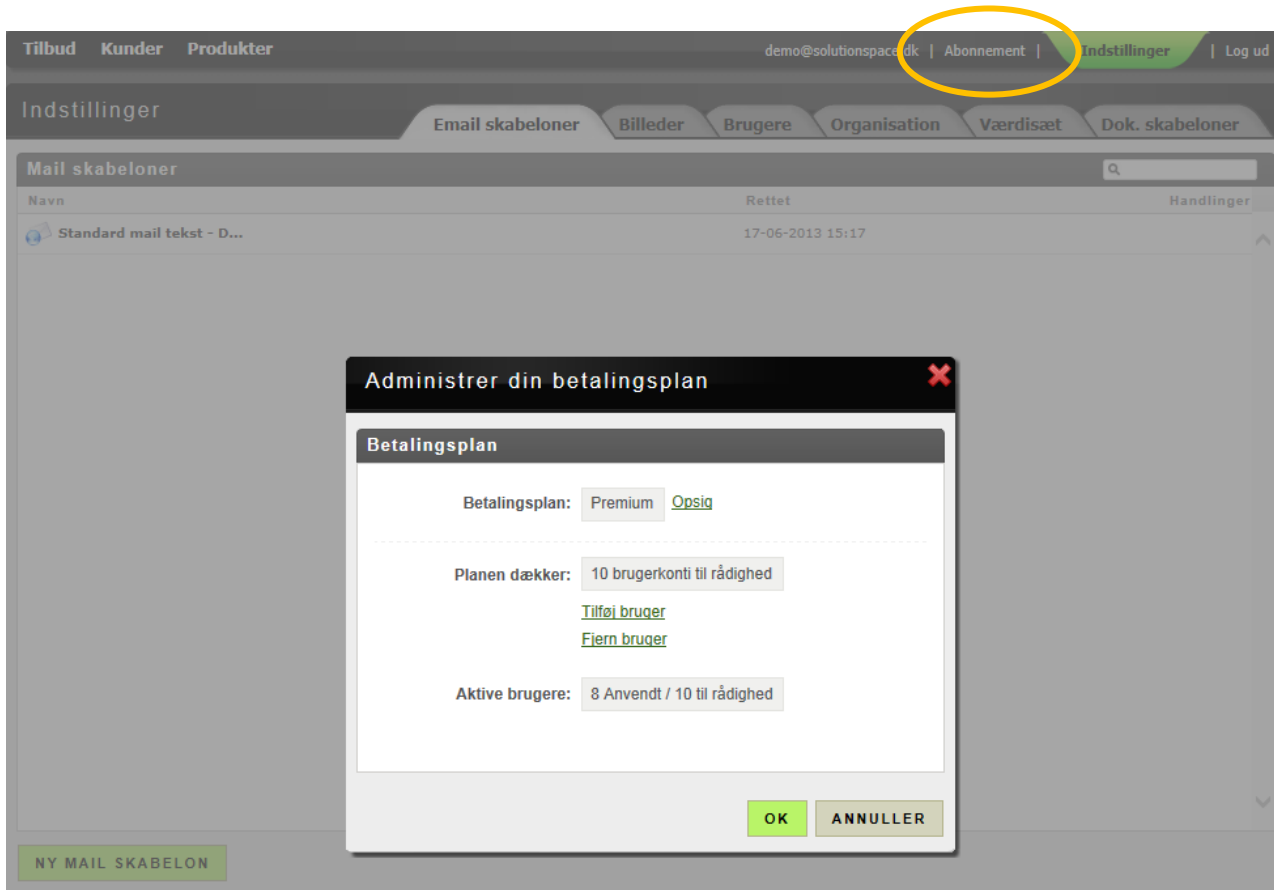 Tilbud Kunder Produkter demo@solutionspace.dk | Abonnement | Indstillinger | Log ud
Indstillinger Email skabeloner Billeder Brugere Organisation Værdisæt Dok. skabeloner
Mail skabeloner
Navn Rettet Handlinger
Standard mail tekst - D... 17-06-2013 15:17
Administrer din betalingsplan
Betalingsplan
Betalingsplan: Premium Opsig
Planen dækker: 10 brugerkonti til rådighed
Tilføj bruger
Fjern bruger
Aktive brugere: 8 Anvendt / 10 til rådighed
OK ANNULLER
NY MAIL SKABELON